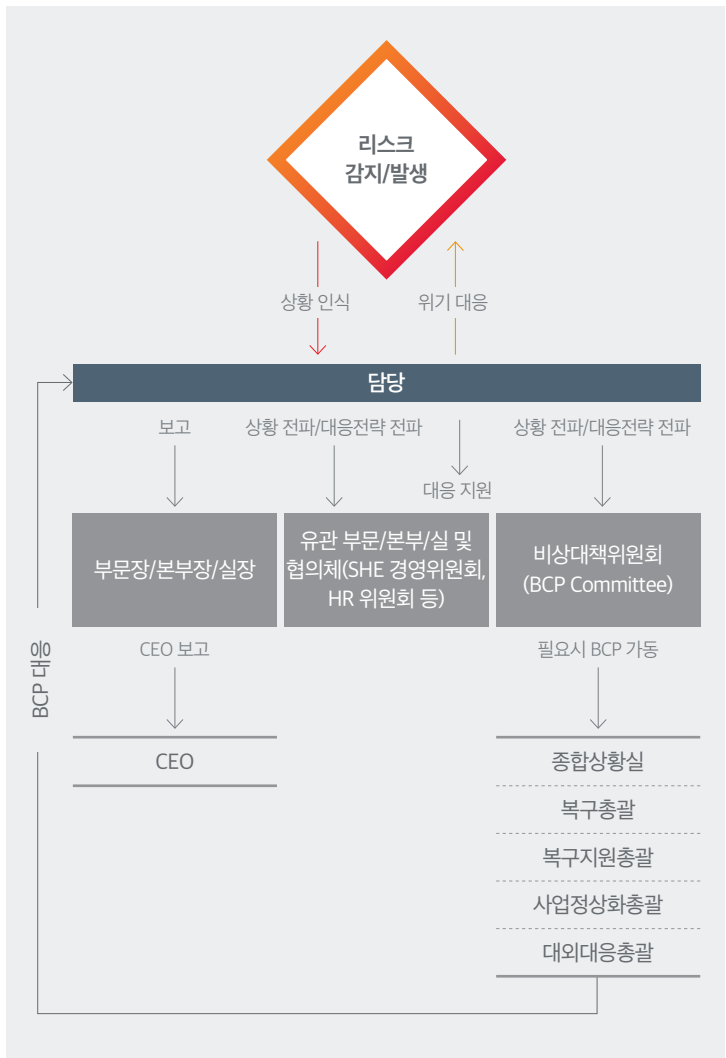 리스크
감지/발생
상황 인식
위기 대응
담당
보고
상황 전파/대응전략 전파
대응 지원
상황 전파/대응전략 전파
부문장/본부장/실장
유관 부문/본부/실 및
협의체(SHE 경영위원회,
HR 위원회 등)
비상대책위원회
(BCP Committee)
CEO 보고
필요시 BCP 가동
CEO
종합상황실
복구총괄
복구지원총괄
사업정상화총괄
대외대응총괄
BCP 대응